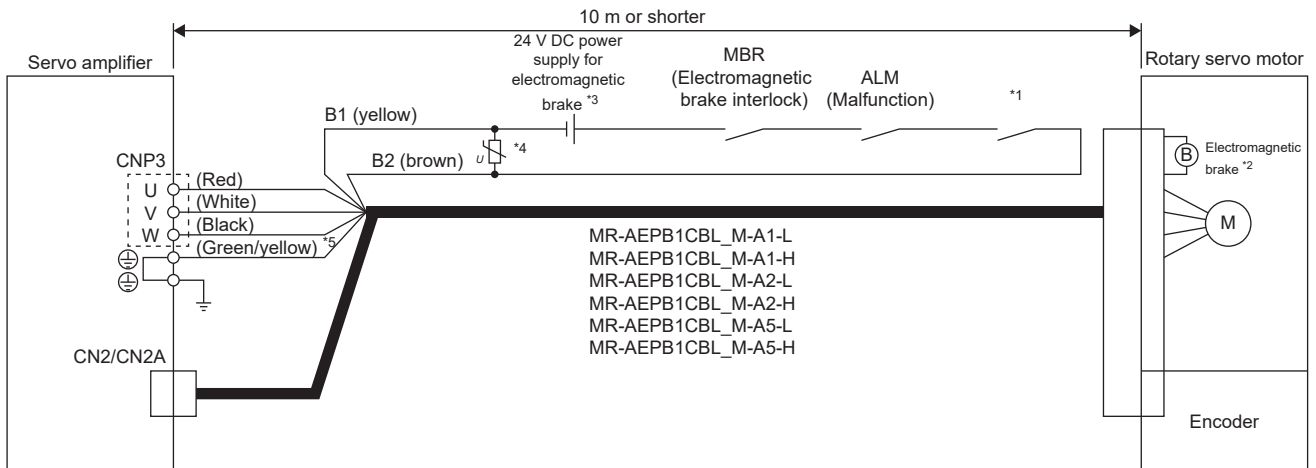 10 m or shorter
Servo amplifier
24 V DC power
supply for
electromagnetic
brake *3
MBR
(Electromagnetic
brake interlock)
ALM
(Malfunction)
*1
Rotary servo motor
B1 (yellow)
U
*4
B2 (brown)
B
Electromagnetic
brake *2
CNP3
U
(Red)
V
(White)
W
(Black)
(Green/yellow) *5
M
MR-AEPB1CBL_M-A1-L
MR-AEPB1CBL_M-A1-H
MR-AEPB1CBL_M-A2-L
MR-AEPB1CBL_M-A2-H
MR-AEPB1CBL_M-A5-L
MR-AEPB1CBL_M-A5-H
CN2/CN2A
Encoder